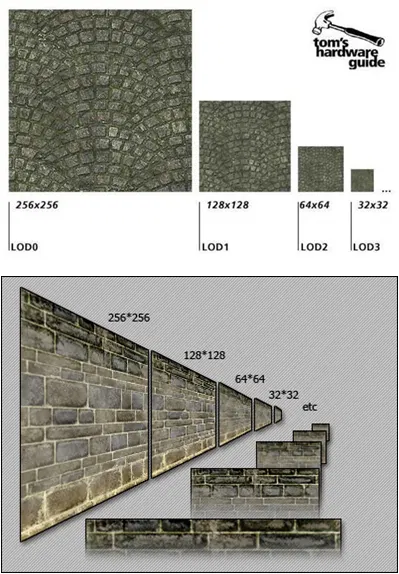 tom's
hardware
guide
256x256
128x128
64x64
32x32
...
LOD0
LOD1
LOD2
LOD3
256*256
128*128
64*64
32*32
etc